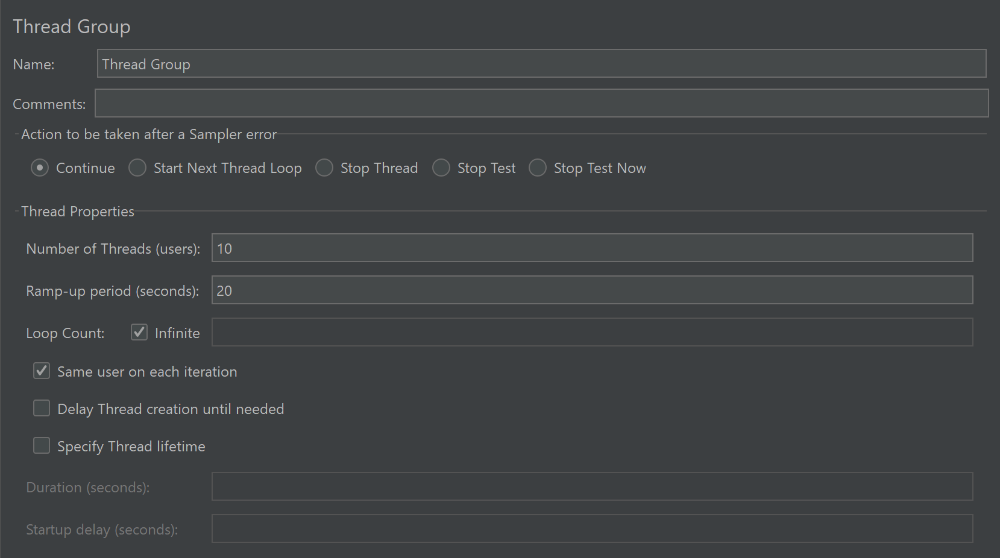 Thread Group
Name: Thread Group
Comments:
Action to be taken after a Sampler error
Continue Start Next Thread Loop Stop Thread Stop Test Stop Test Now
Thread Properties
Number of Threads (users): 10
Ramp-up period (seconds): 20
Loop Count: Infinite
Same user on each iteration
Delay Thread creation until needed
Specify Thread lifetime
Duration (seconds):
Startup delay (seconds):